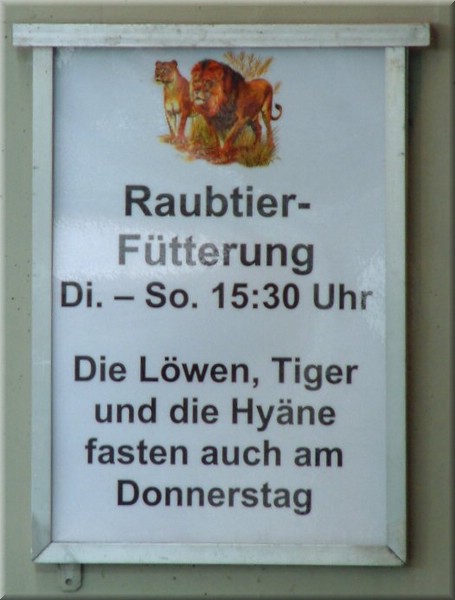 Raubtier-
Fütterung
Di. – So. 15:30 Uhr
Die Löwen, Tiger
und die Hyäne
fasten auch am
Donnerstag